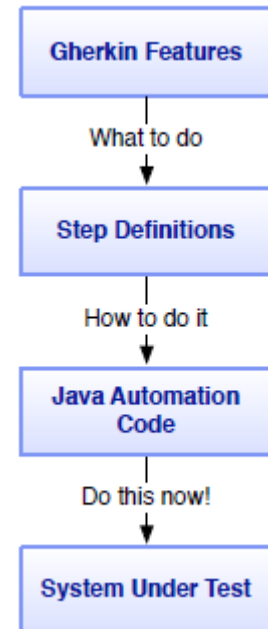 Gherkin Features
What to do
Step Definitions
How to do it
Java Automation
Code
Do this now!
System Under Test